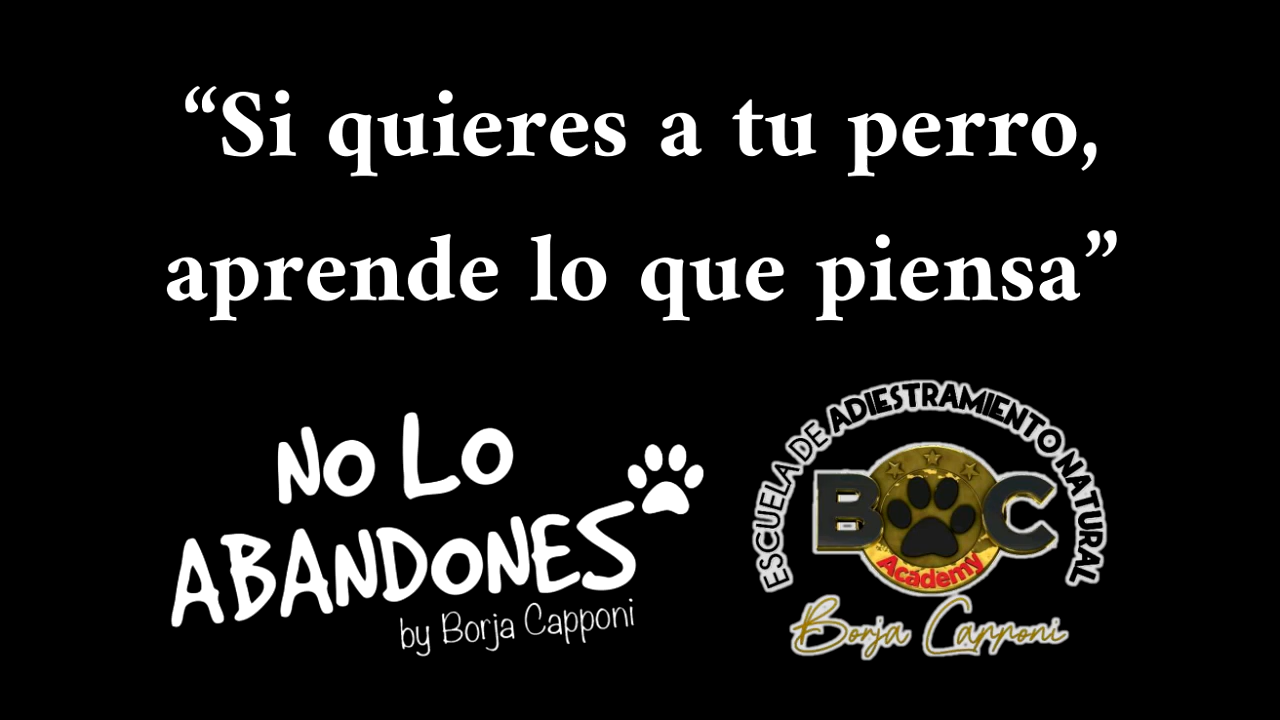 “Si quieres a tu perro,
aprende lo que piensa”
NO LO
ABANDONES
by Borja Capponi
ESCUELA DE ADIESTRAMIENTO NATURAL
B C
Academy
Borja Capponi